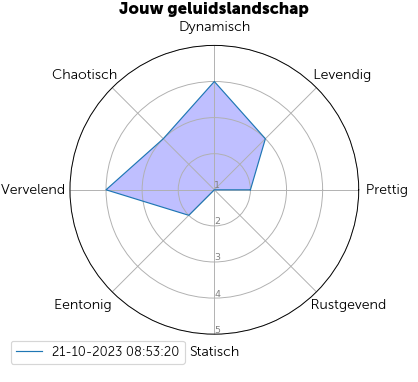 Jouw geluidslandschap
Dynamisch
Chaotisch
Levendig
Vervelend
1
Prettig
2
3
4
Eentonig
Rustgevend
5
21-10-2023 08:53:20
Statisch